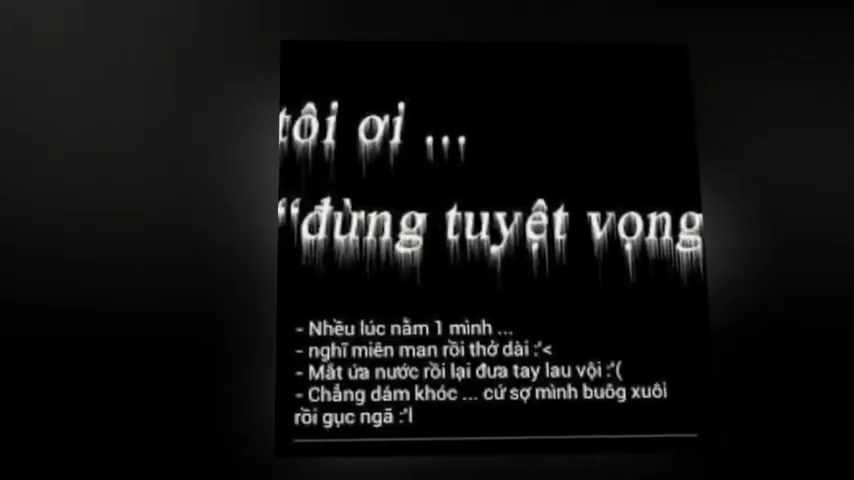 tôi ơi ...
“đừng tuyệt vọng
- Nhều lúc nằm 1 mình ...
- nghĩ miên man rồi thở dài :'<
- Mắt ứa nước rồi lại đưa tay lau vội :'(
- Chẳng dám khóc ... cứ sợ mình buôg xuôi
rồi gục ngã :'|